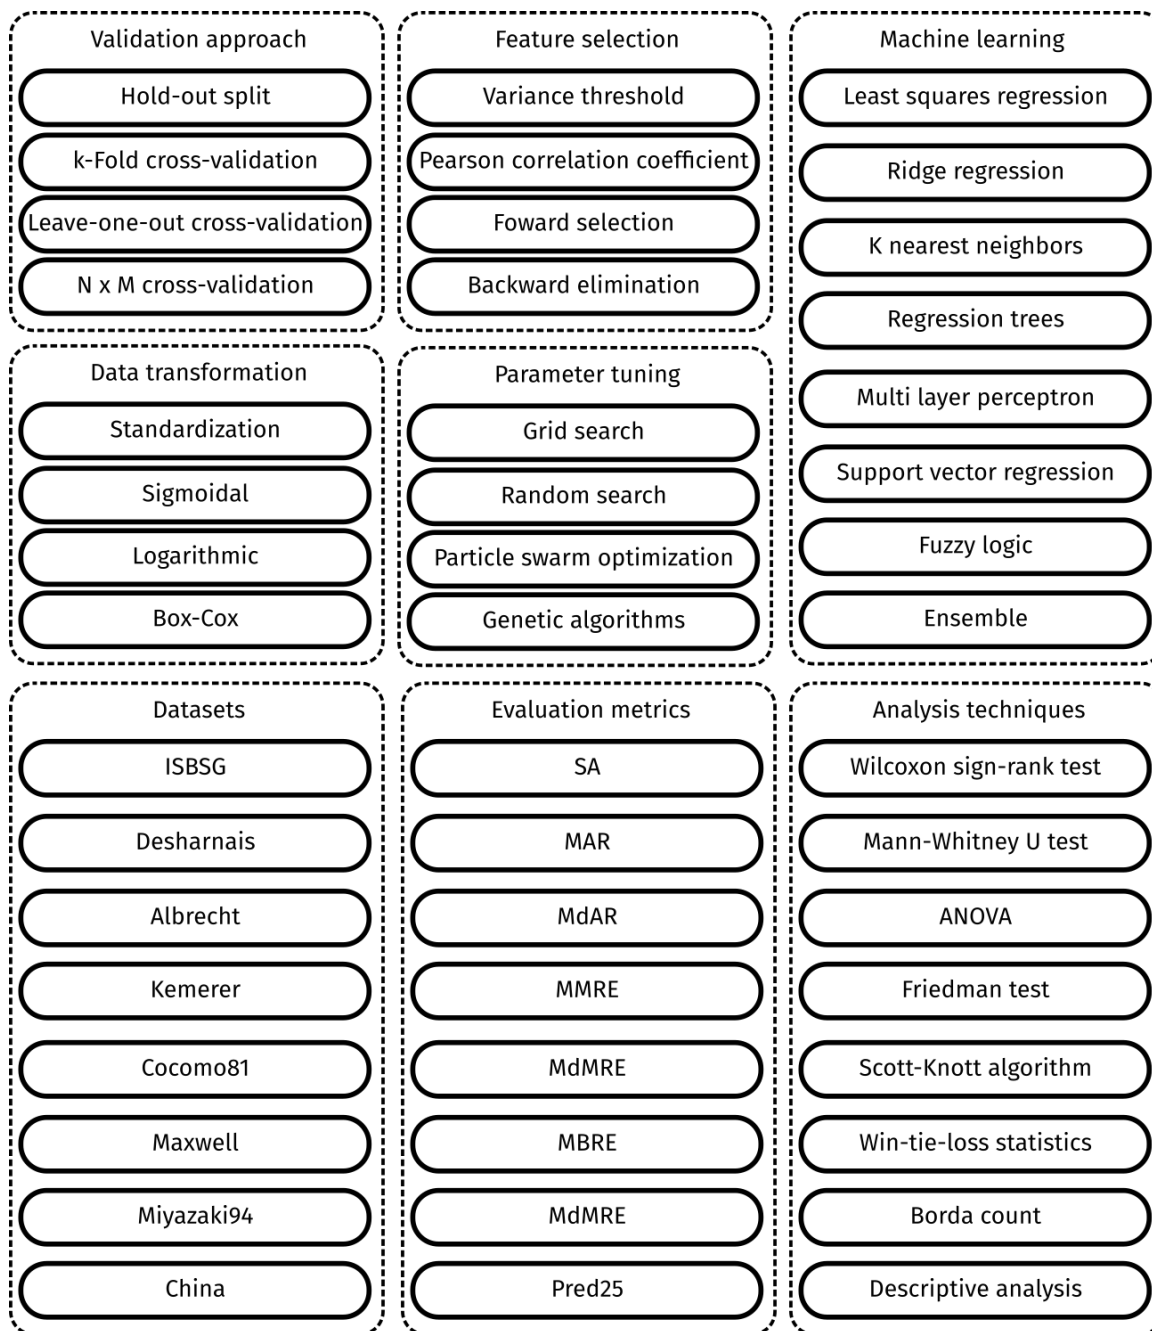 Validation approach
Hold-out split
k-Fold cross-validation
Leave-one-out cross-validation
N x M cross-validation
Feature selection
Variance threshold
Pearson correlation coefficient
Foward selection
Backward elimination
Machine learning
Least squares regression
Ridge regression
K nearest neighbors
Regression trees
Multi layer perceptron
Support vector regression
Fuzzy logic
Ensemble
Data transformation
Standardization
Sigmoidal
Logarithmic
Box-Cox
Parameter tuning
Grid search
Random search
Particle swarm optimization
Genetic algorithms
Datasets
ISBSG
Desharnais
Albrecht
Kemerer
Cocomo81
Maxwell
Miyazaki94
China
Evaluation metrics
SA
MAR
MdAR
MMRE
MdMRE
MBRE
MdMRE
Pred25
Analysis techniques
Wilcoxon sign-rank test
Mann-Whitney U test
ANOVA
Friedman test
Scott-Knott algorithm
Win-tie-loss statistics
Borda count
Descriptive analysis